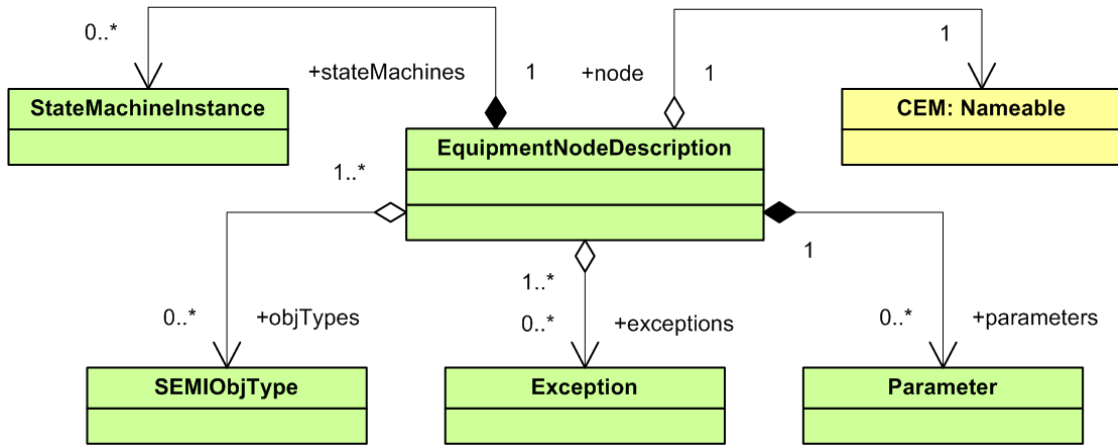 0..*
1
+stateMachines
1
+node
1
StateMachineInstance
CEM: Nameable
EquipmentNodeDescription
1..*
1
1..*
0..*
+objTypes
0..*
+exceptions
0..*
+parameters
SEMIObjType
Exception
Parameter